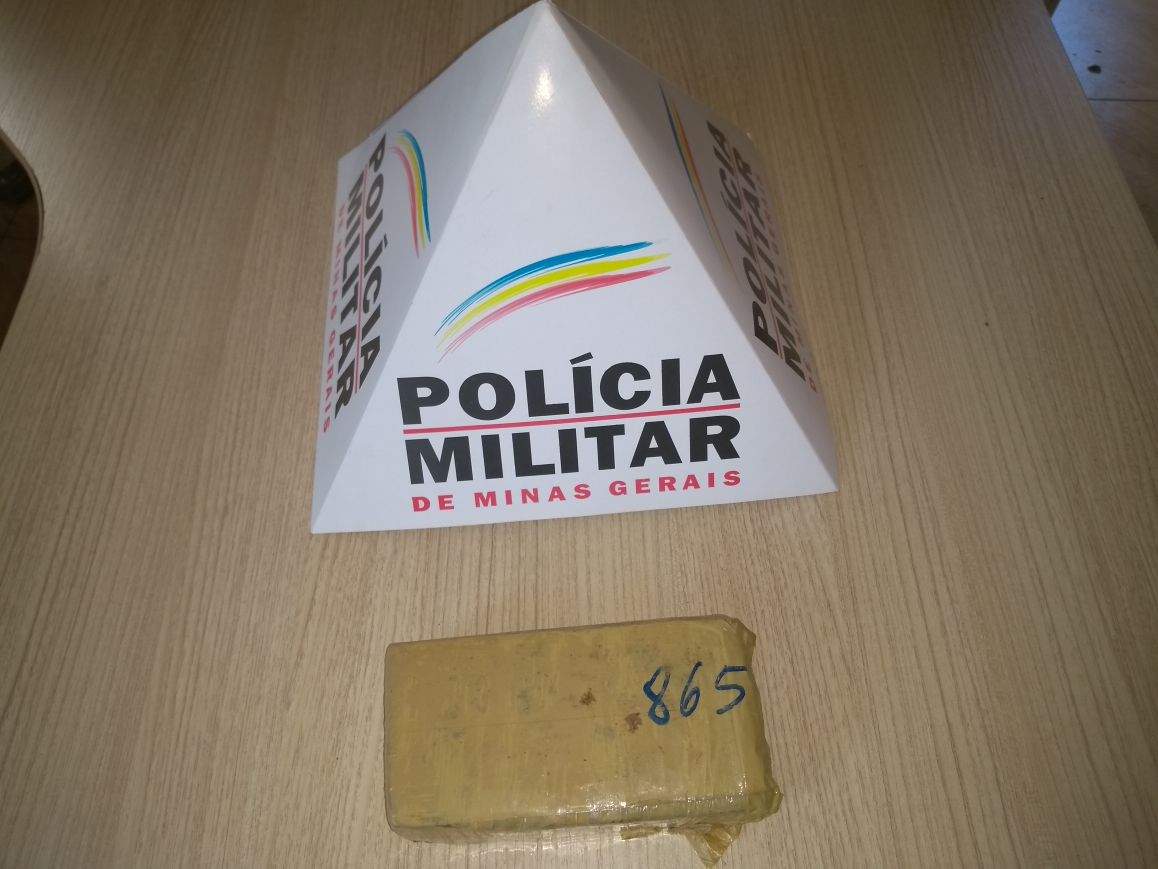 POLÍCIA
MILITAR
DE MINAS GERAIS
POLÍCIA
MILITAR
DE MINAS GERAIS
POLÍCIA
MILITAR
865